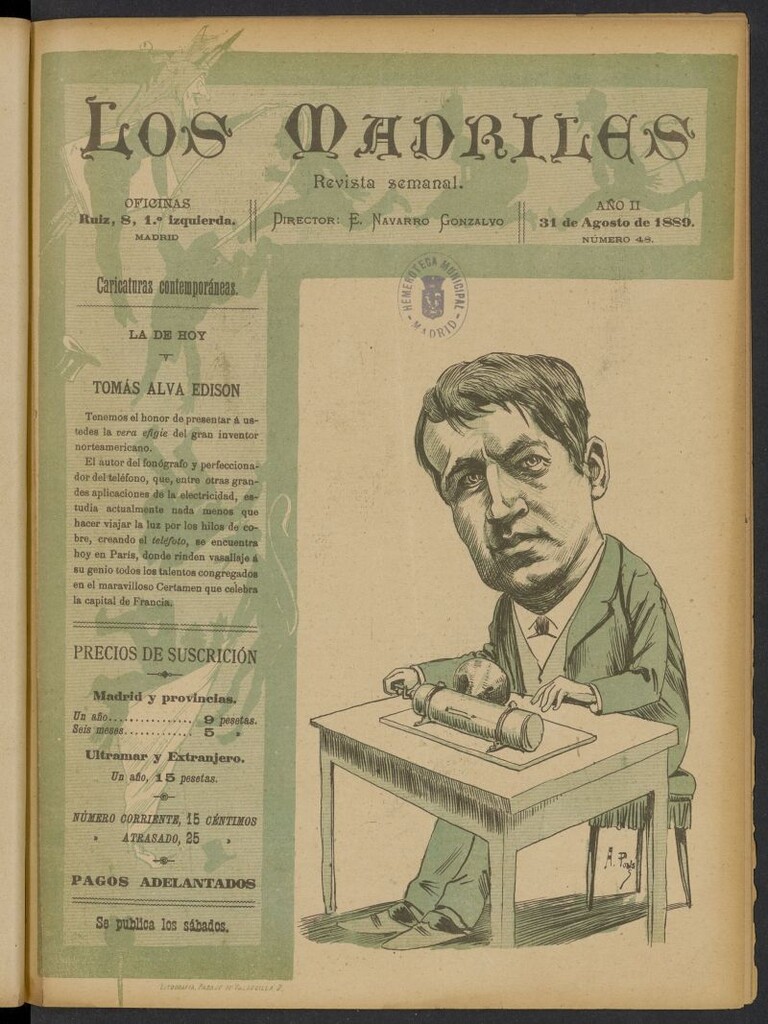 LOS MADRILES
Revista semanal.
OFICINAS
Ruiz, 8, 1.º izquierda.
MADRID
DIRECTOR: E. NAVARRO GONZALVO
AÑO II
31 de Agosto de 1889.
NÚMERO 48.
HEMEROTECA MUNICIPAL
MADRID
Caricaturas contemporáneas.
LA DE HOY
TOMÁS ALVA EDISON
Tenemos el honor de presentar á us-
tedes la vera efigie del gran inventor
norteamericano.
El autor del fonógrafo y perfecciona-
dor del teléfono, que, entre otras gran-
des aplicaciones de la electricidad, es-
tudia actualmente nada menos que
hacer viajar la luz por los hilos de co-
bre, creando el teléfoto, se encuentra
hoy en París, donde rinden vasallaje á
su genio todos los talentos congregados
en el maravilloso Certamen que celebra
la capital de Francia.
PRECIOS DE SUSCRICIÓN
Madrid y provincias.
Un año................ 9 pesetas.
Seis meses............ 5 »
Ultramar y Extranjero.
Un año, 15 pesetas.
NÚMERO CORRIENTE, 15 CÉNTIMOS
» ATRASADO, 25 »
PAGOS ADELANTADOS
Se publica los sábados.
A. Pons